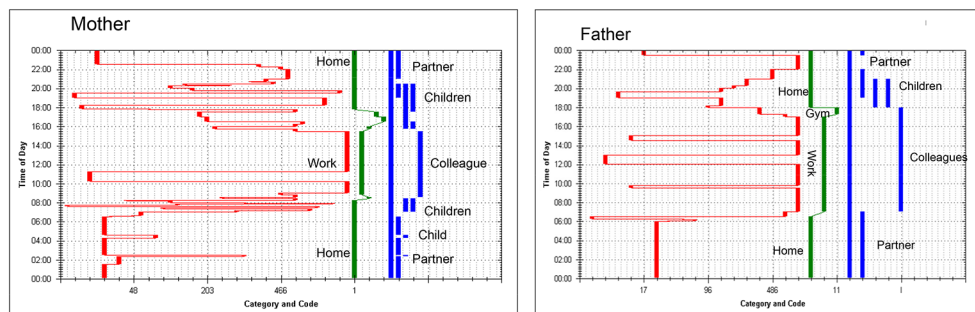 Mother
00:00
22:00
20:00
18:00
16:00
14:00
12:00
10:00
08:00
06:00
04:00
02:00
00:00
Time of Day
Home
Partner
Children
Work
Colleague
Children
Child
Home
Partner
48 203 466 1
Category and Code
Father
00:00
22:00
20:00
18:00
16:00
14:00
12:00
10:00
08:00
06:00
04:00
02:00
00:00
Time of Day
Partner
Home
Children
Gym
Work
Colleagues
Home
Partner
17 96 486 11 I
Category and Code